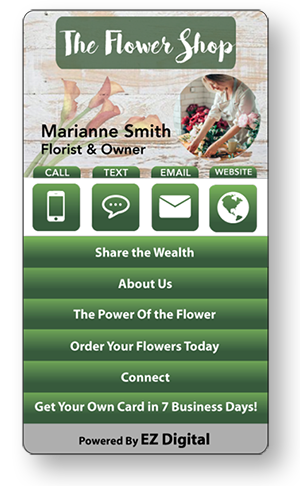 The Flower Shop
Marianne Smith
Florist & Owner
CALL TEXT EMAIL WEBSITE
Share the Wealth
About Us
The Power Of the Flower
Order Your Flowers Today
Connect
Get Your Own Card in 7 Business Days!
Powered By EZ Digital